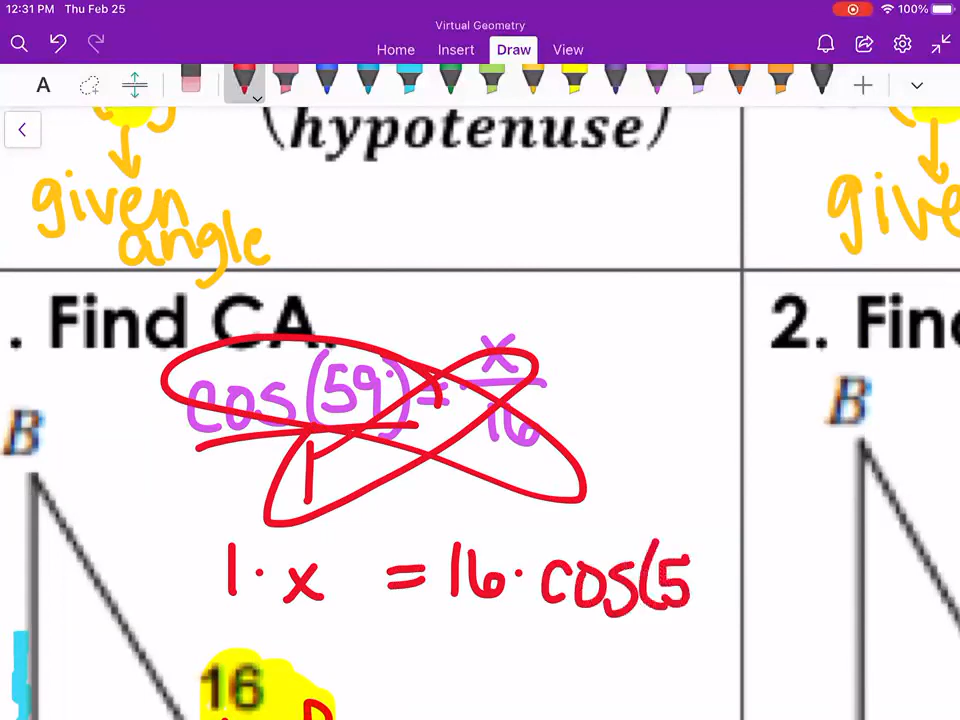 12:31 PM Thu Feb 25
100%
Virtual Geometry
Home Insert Draw View
A
(hypotenuse)
given
angle
give
. Find CA.
2. Fin
cos(59°) = x/16
1
B
B
1 · x = 16 · cos(5
16